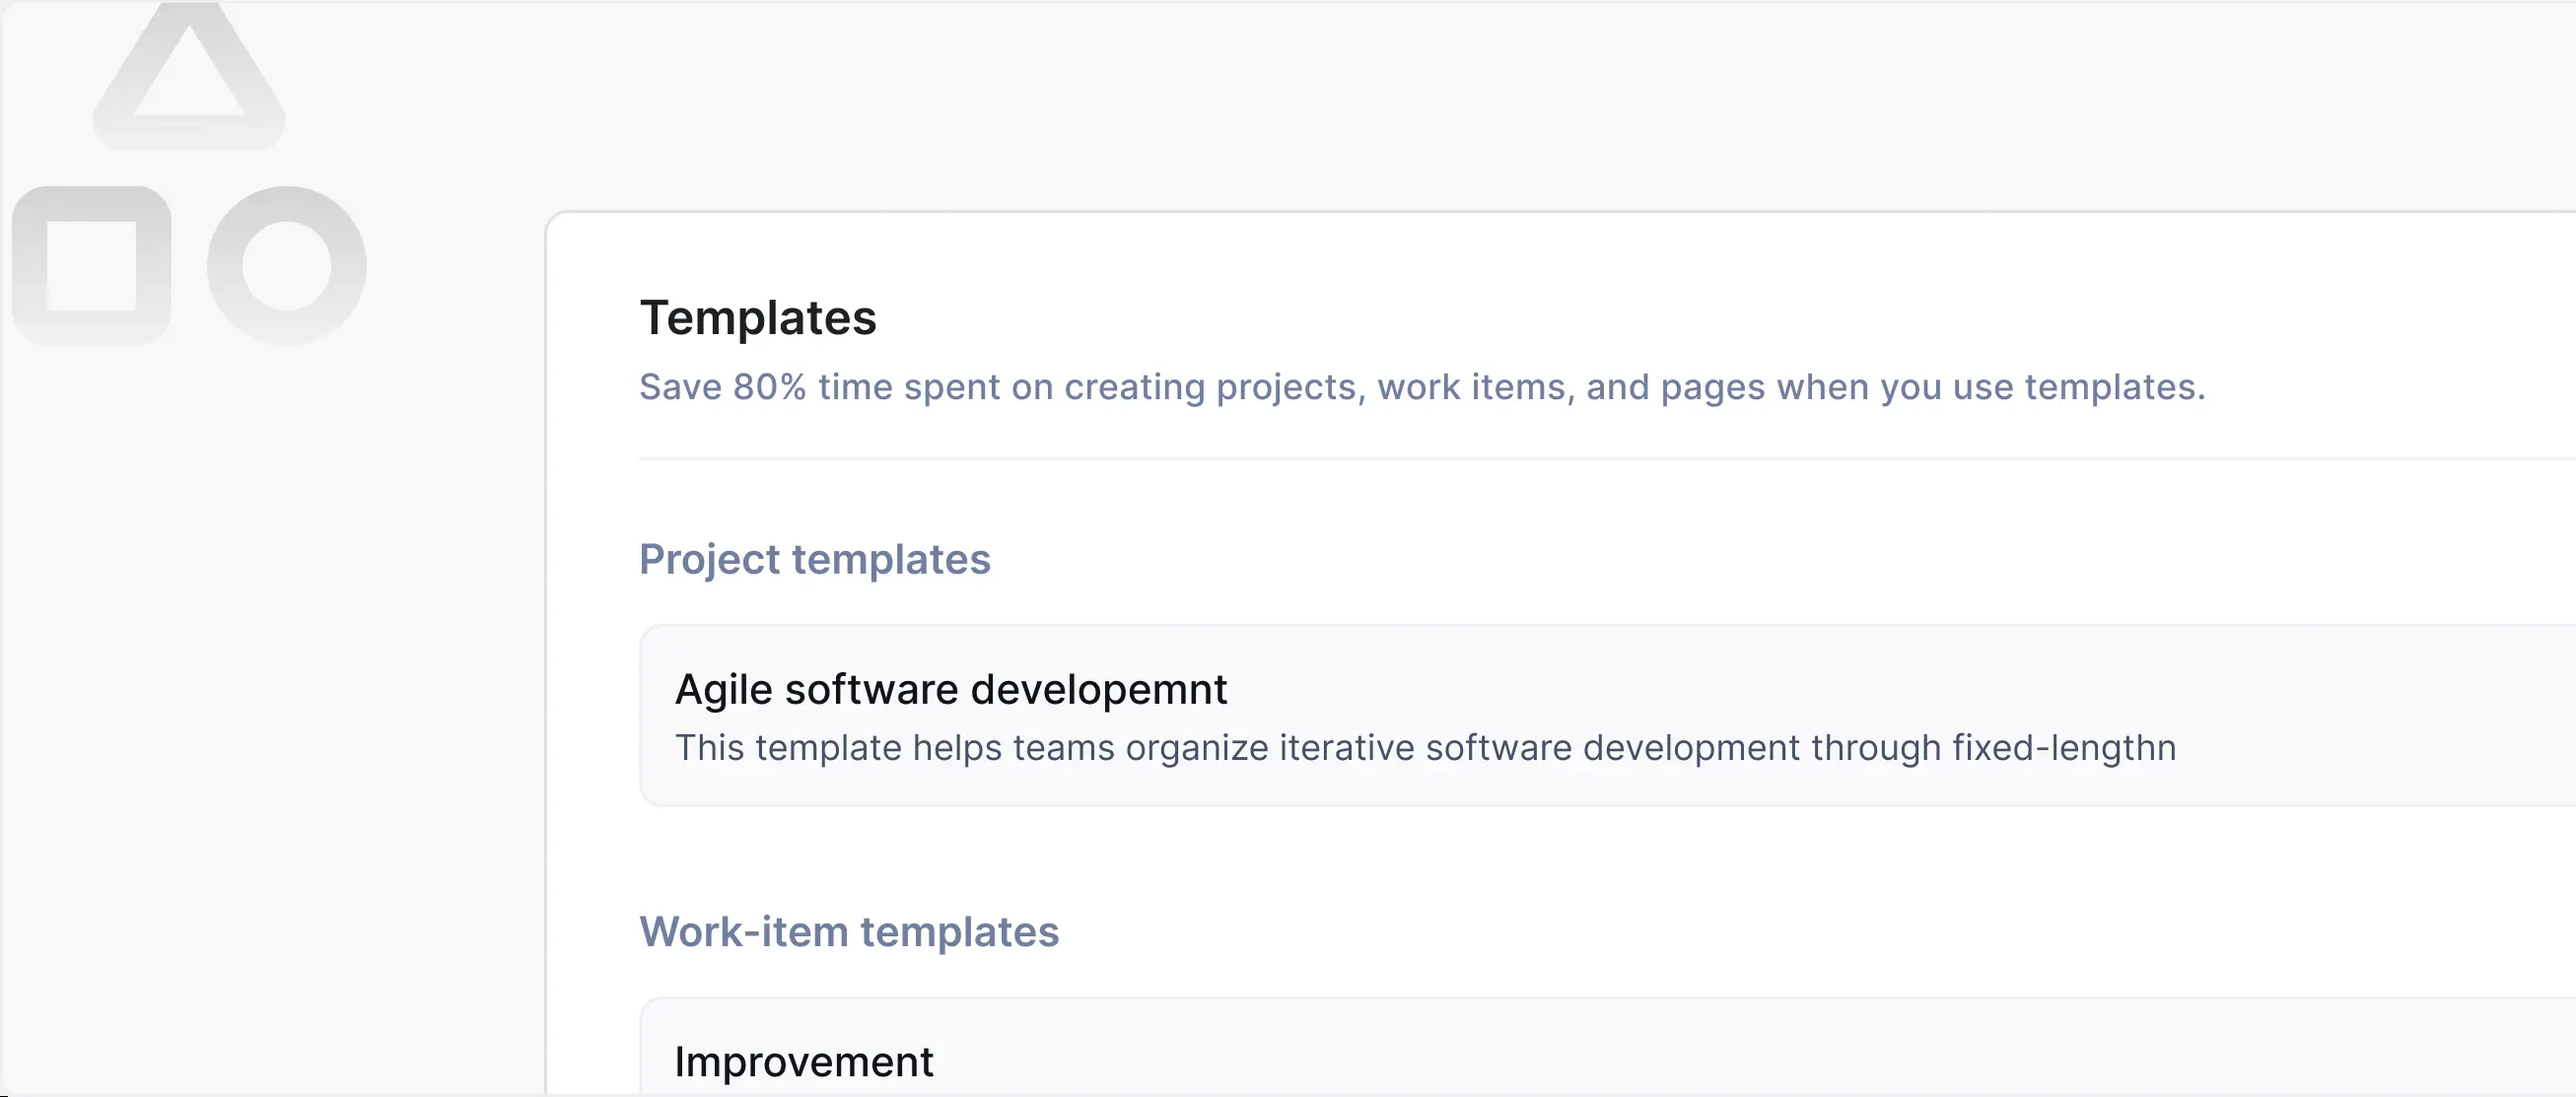 Templates
Save 80% time spent on creating projects, work items, and pages when you use templates.
Project templates
Agile software developemnt
This template helps teams organize iterative software development through fixed-lengthn
Work-item templates
Improvement